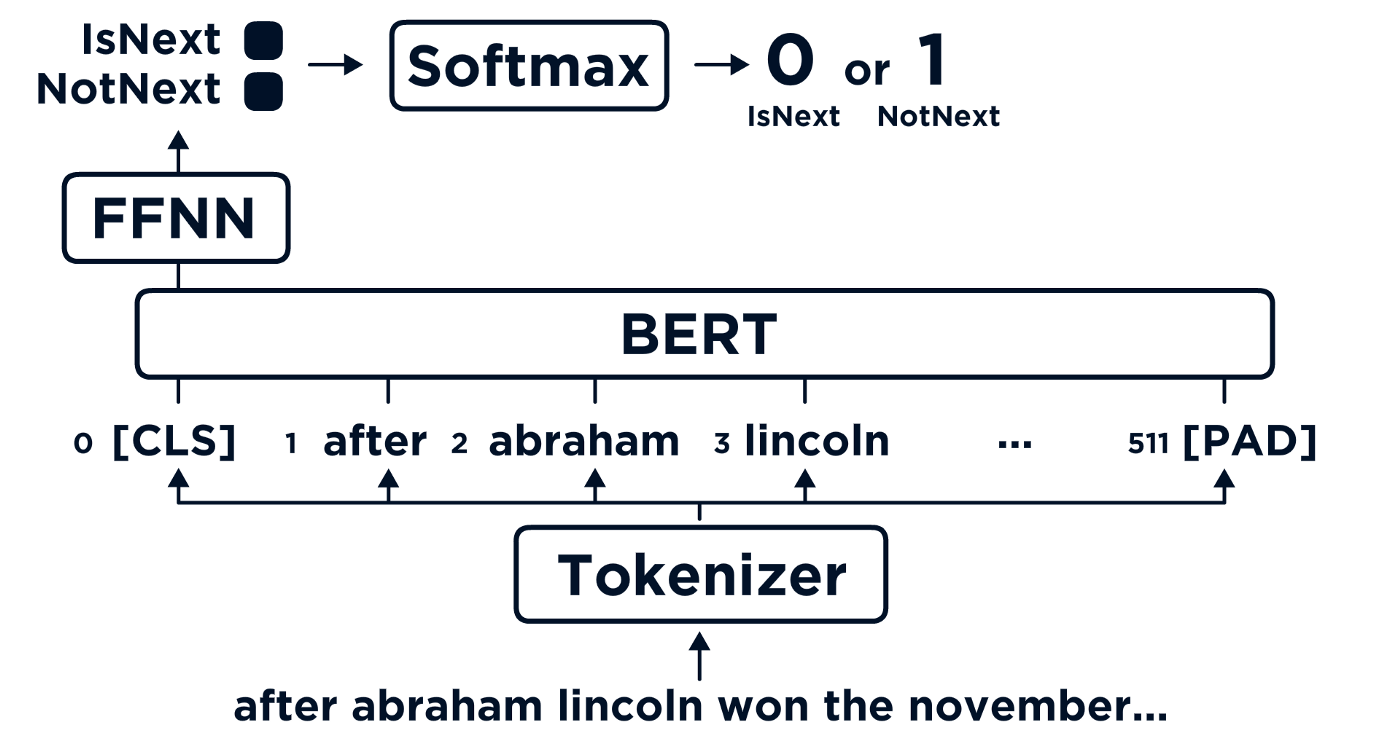 IsNext
NotNext
Softmax
0 or 1
IsNext NotNext
FFNN
BERT
0 [CLS] 1 after 2 abraham 3 lincoln ... 511 [PAD]
Tokenizer
after abraham lincoln won the november...